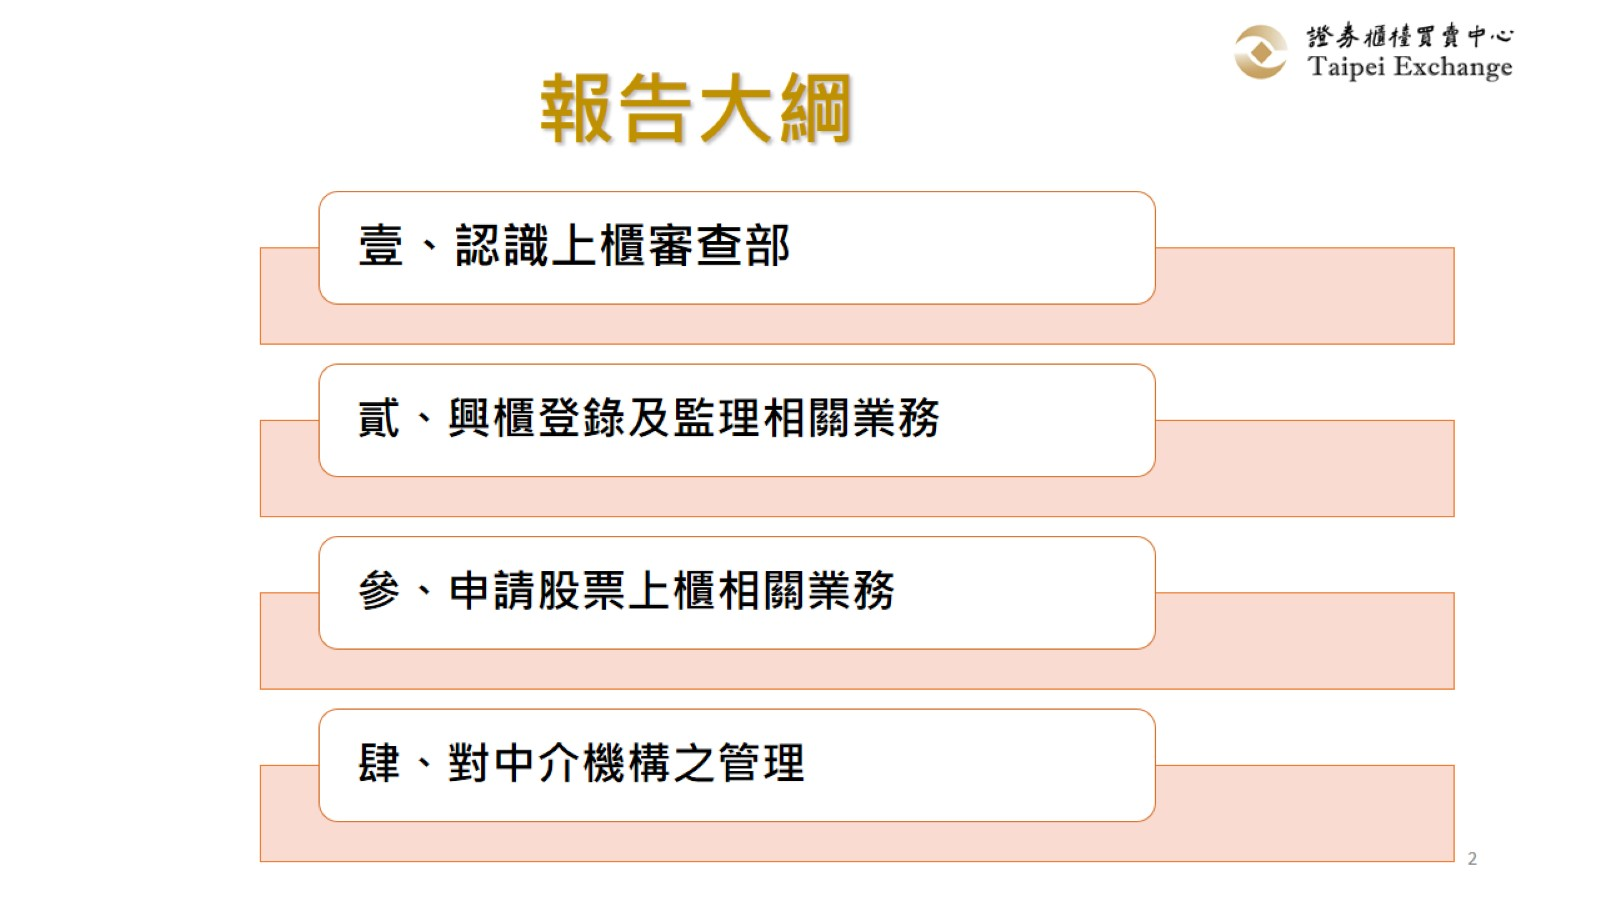 證券櫃檯買賣中心
Taipei Exchange
報告大綱
壹、認識上櫃審查部
貳、興櫃登錄及監理相關業務
參、申請股票上櫃相關業務
肆、對中介機構之管理
2